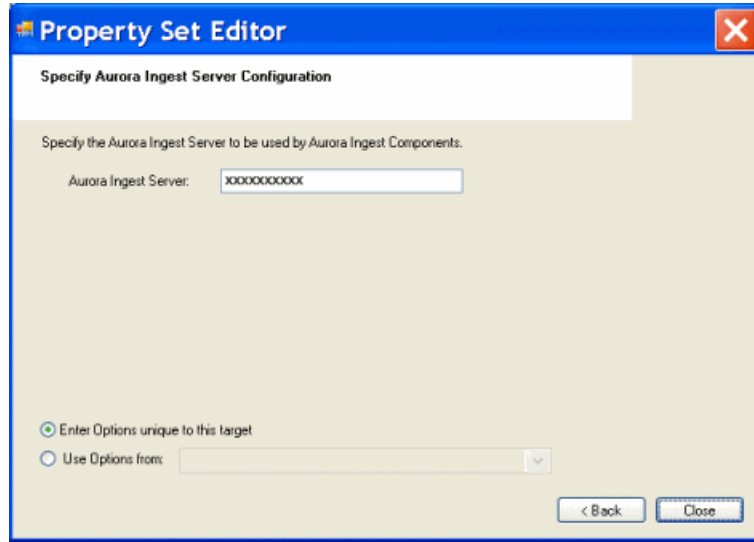 Property Set Editor
Specify Aurora Ingest Server Configuration
Specify the Aurora Ingest Server to be used by Aurora Ingest Components.
Aurora Ingest Server: xxxxxxxxxx
Enter Options unique to this target
Use Options from:
< Back Close